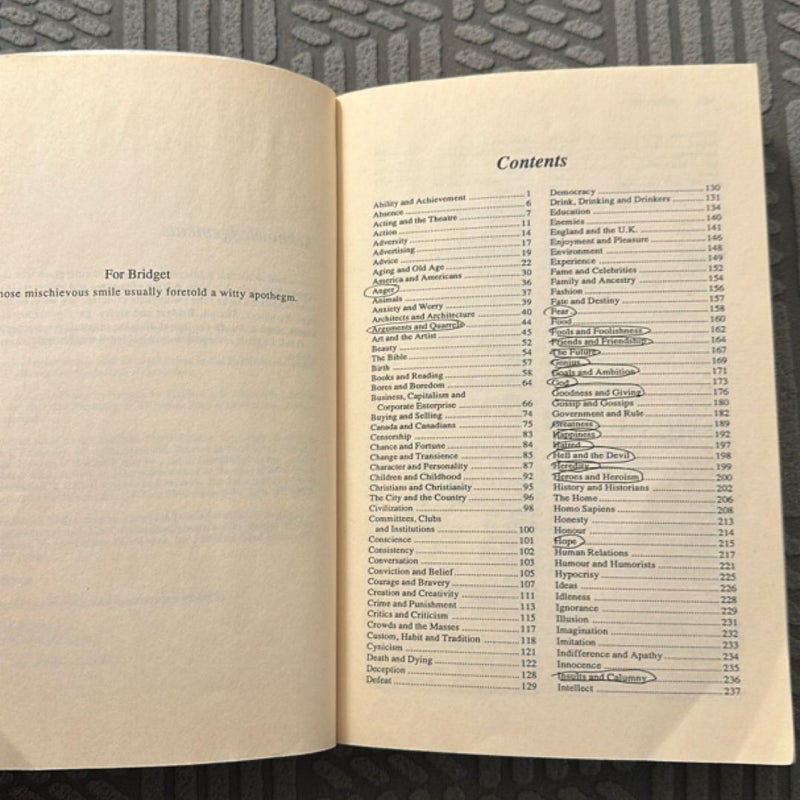 For Bridget
hose mischievous smile usually foretold a witty apothegm.
Contents
Ability and Achievement 1
Absence 6
Acting and the Theatre 7
Action 11
Adversity 14
Advertising 17
Advice 19
Aging and Old Age 22
America and Americans 30
Anger 36
Animals 37
Anxiety and Worry 39
Architects and Architecture 40
Arguments and Quarrels 44
Art and the Artist 45
Beauty 52
The Bible 54
Birth 57
Books and Reading 58
Bores and Boredom 64
Business, Capitalism and
Corporate Enterprise 66
Buying and Selling 74
Canada and Canadians 75
Censorship 83
Chance and Fortune 84
Change and Transience 85
Character and Personality 87
Children and Childhood 92
Christians and Christianity 95
The City and the Country 96
Civilization 98
Committees, Clubs
and Institutions 100
Conscience 101
Consistency 102
Conversation 103
Conviction and Belief 105
Courage and Bravery 107
Creation and Creativity 111
Crime and Punishment 113
Critics and Criticism 115
Crowds and the Masses 117
Custom, Habit and Tradition 118
Cynicism 121
Death and Dying 122
Deception 128
Defeat 129
Democracy 130
Drink, Drinking and Drinkers 131
Education 134
Enemies 140
England and the U.K. 141
Enjoyment and Pleasure 146
Environment 148
Experience 149
Fame and Celebrities 152
Family and Ancestry 154
Fashion 156
Fate and Destiny 157
Fear 158
Food 160
Fools and Foolishness 162
Friends and Friendship 164
The Future 167
Genius 169
Goals and Ambition 171
God 173
Goodness and Giving 176
Gossip and Gossips 180
Government and Rule 182
Greatness 189
Happiness 192
Hatred 197
Hell and the Devil 198
Heredity 199
Heroes and Heroism 200
History and Historians 202
The Home 206
Homo Sapiens 208
Honesty 213
Honour 214
Hope 215
Human Relations 217
Humour and Humorists 221
Hypocrisy 225
Ideas 226
Idleness 228
Ignorance 229
Illusion 231
Imagination 232
Imitation 233
Indifference and Apathy 234
Innocence 235
Insults and Calumny 236
Intellect 237